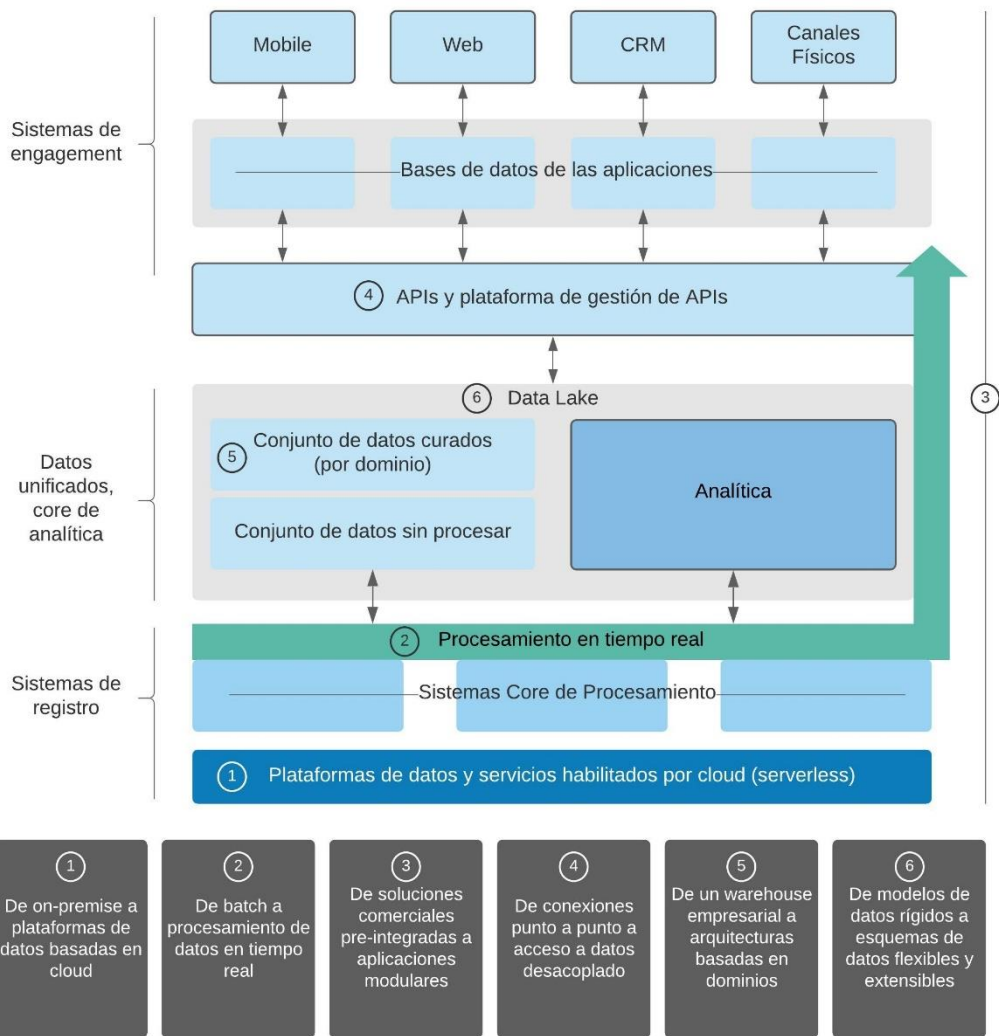 Mobile
Web
CRM
Canales
Físicos
Sistemas de
engagement
Bases de datos de las aplicaciones
4 APIs y plataforma de gestión de APIs
3
6 Data Lake
5 Conjunto de datos curados
(por dominio)
Analítica
Datos
unificados,
core de
analítica
Conjunto de datos sin procesar
2 Procesamiento en tiempo real
Sistemas de
registro
Sistemas Core de Procesamiento
1 Plataformas de datos y servicios habilitados por cloud (serverless)
1
De on-premise a
plataformas de
datos basadas en
cloud
2
De batch a
procesamiento de
datos en tiempo
real
3
De soluciones
comerciales
pre-integradas a
aplicaciones
modulares
4
De conexiones
punto a punto a
acceso a datos
desacoplado
5
De un warehouse
empresarial a
arquitecturas
basadas en
dominios
6
De modelos de
datos rígidos a
esquemas de
datos flexibles y
extensibles